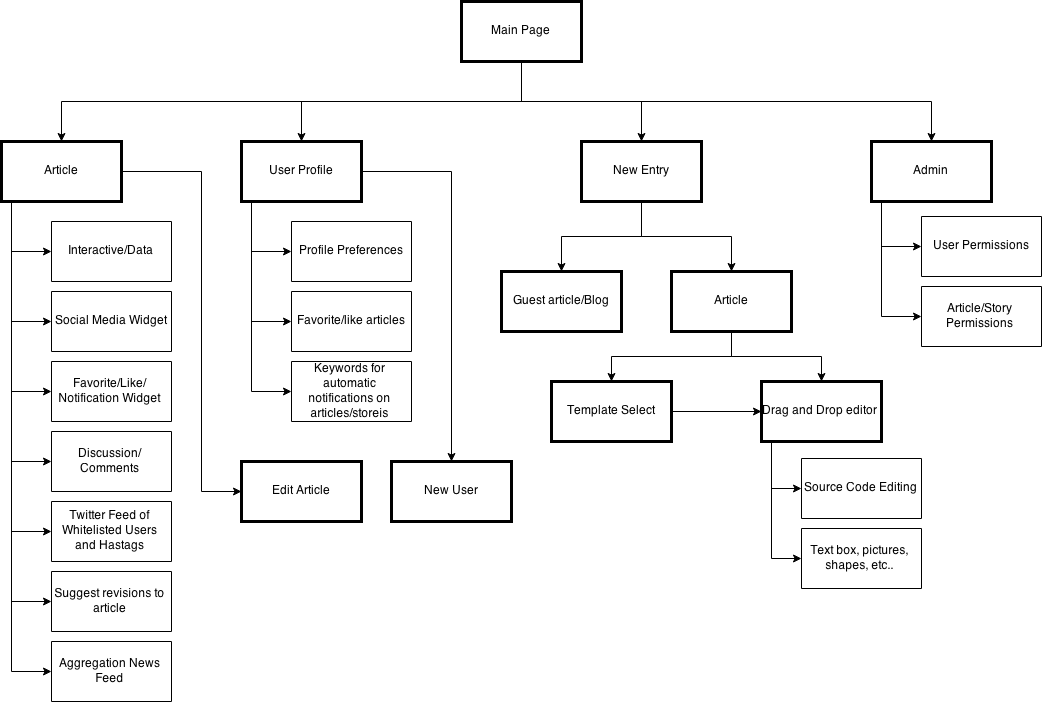 Main Page
Article
User Profile
New Entry
Admin
Interactive/Data
Social Media Widget
Favorite/Like/
Notification Widget
Discussion/
Comments
Twitter Feed of
Whitelisted Users
and Hastags
Suggest revisions to
article
Aggregation News
Feed
Profile Preferences
Favorite/like articles
Keywords for
automatic
notifications on
articles/storeis
Edit Article
New User
Guest article/Blog
Article
Template Select
Drag and Drop editor
Source Code Editing
Text box, pictures,
shapes, etc..
User Permissions
Article/Story
Permissions